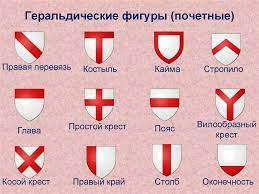 Геральдические фигуры (почетные)
Правая перевязь Костыль Кайма Стропило
Глава Простой крест Пояс Вилообразный крест
Косой крест Правый край Столб Оконечность